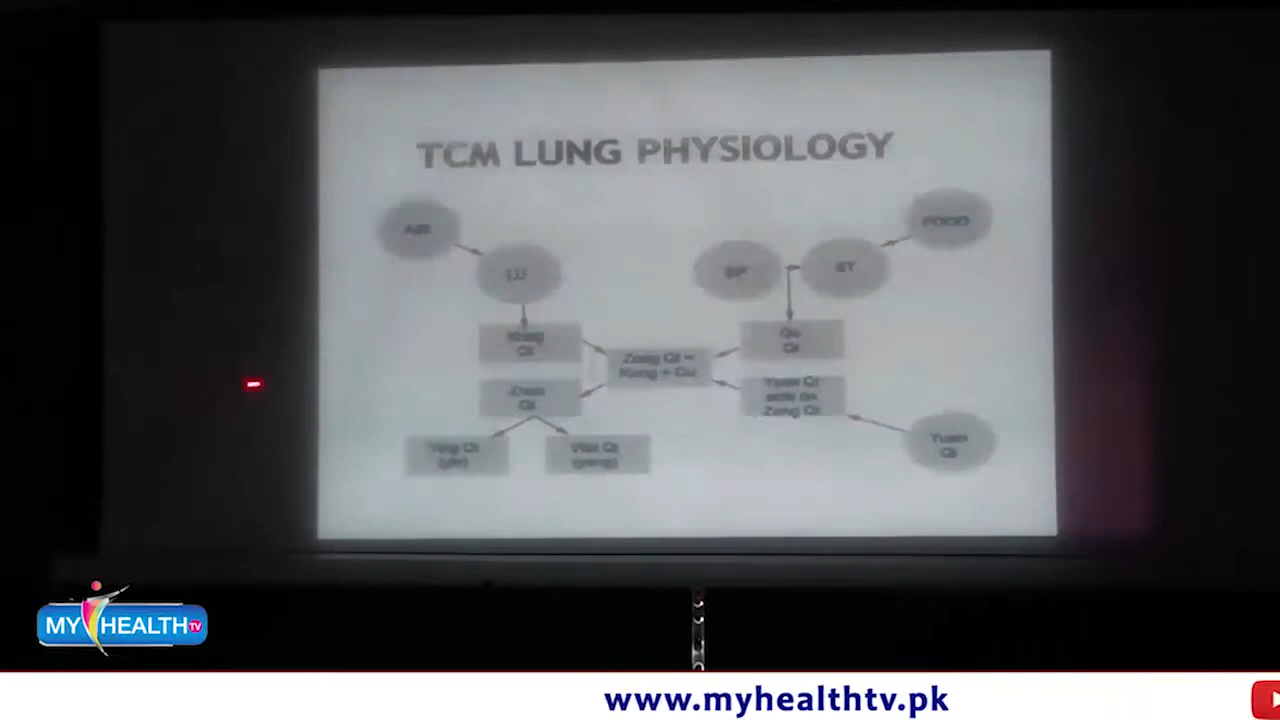 TCM LUNG PHYSIOLOGY
AIR
FOOD
LU
SP
ST
Kong
Qi
Gu
Qi
Zong Qi =
Kong + Gu
Zhen
Qi
Yuan Qi
acts on
Zong Qi
Ying Qi
(yin)
Wei Qi
(yang)
Yuan
Qi
MY HEALTH TV
www.myhealthtv.pk